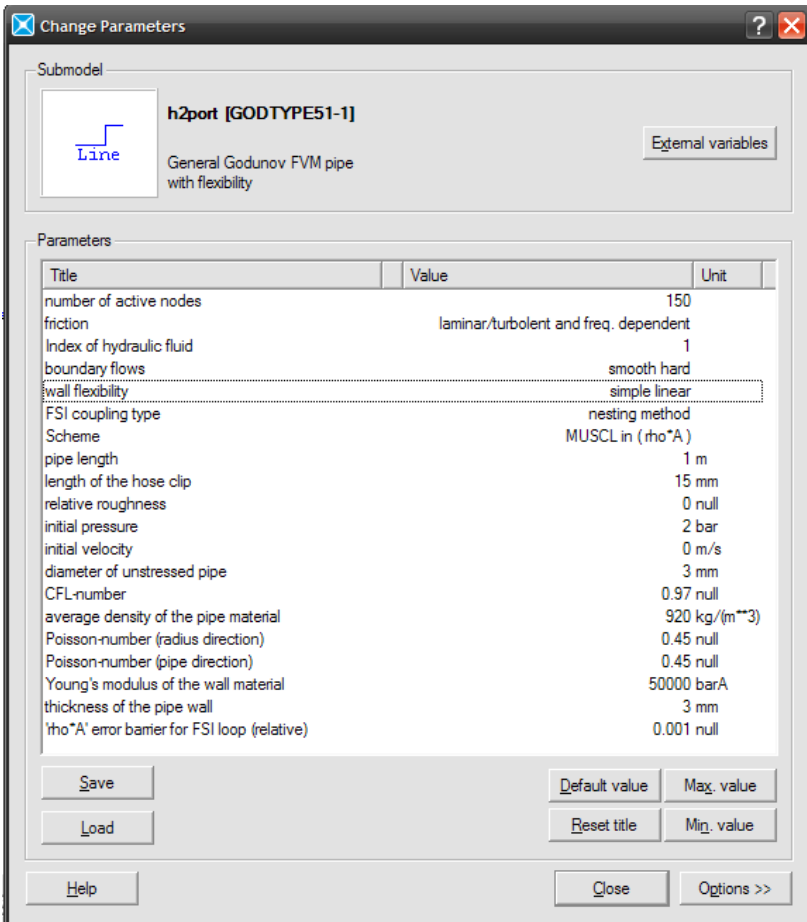 Change Parameters
?
Submodel
Line
h2port [GODTYPE51-1]
General Godunov FVM pipe
with flexibility
External variables
Parameters
Title Value Unit
number of active nodes 150
friction laminar/turbolent and freq. dependent
Index of hydraulic fluid 1
boundary flows smooth hard
wall flexibility simple linear
FSI coupling type nesting method
Scheme MUSCL in ( rho*A )
pipe length 1 m
length of the hose clip 15 mm
relative roughness 0 null
initial pressure 2 bar
initial velocity 0 m/s
diameter of unstressed pipe 3 mm
CFL-number 0.97 null
average density of the pipe material 920 kg/(m**3)
Poisson-number (radius direction) 0.45 null
Poisson-number (pipe direction) 0.45 null
Young's modulus of the wall material 50000 barA
thickness of the pipe wall 3 mm
'rho*A' error barrier for FSI loop (relative) 0.001 null
Save Default value Max. value
Load Reset title Min. value
Help Close Options >>